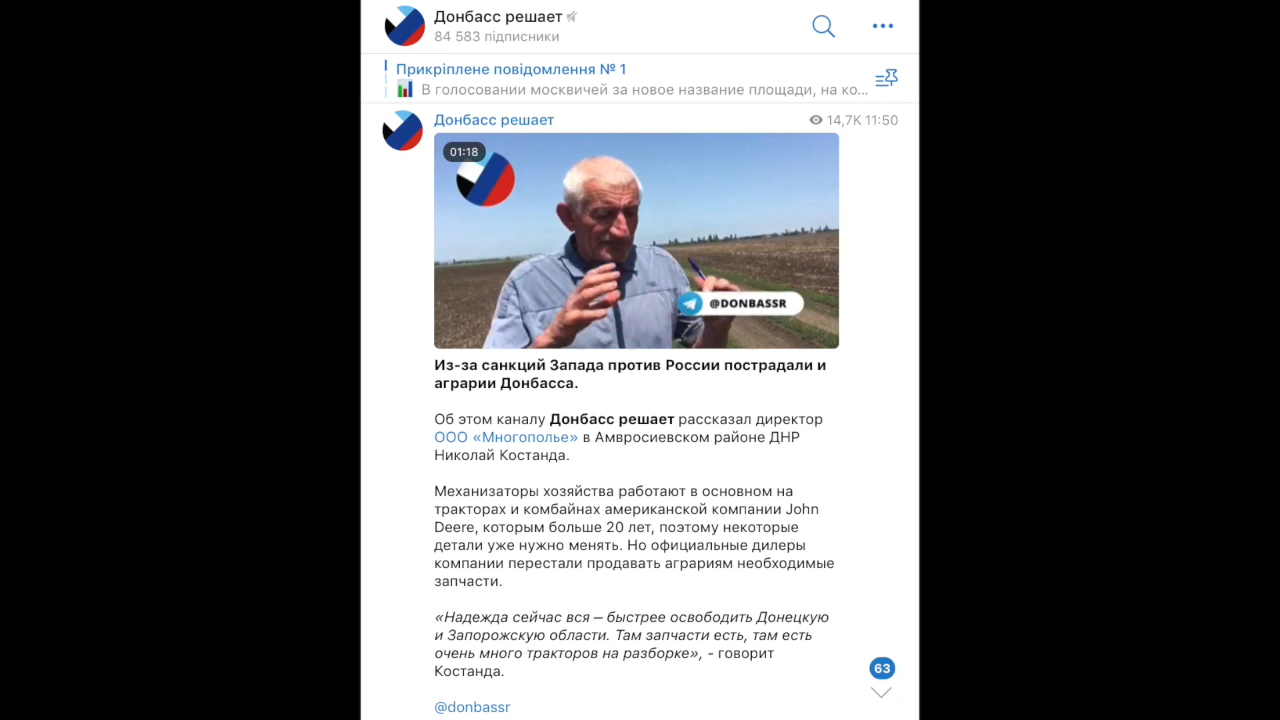 Донбасс решает
84 583 підписники
Прикріплене повідомлення № 1
В голосовании москвичей за новое название площади, на ко...
Донбасс решает
14,7K 11:50
01:18
@DONBASSR
Из-за санкций Запада против России пострадали и
аграрии Донбасса.
Об этом каналу Донбасс решает рассказал директор
ООО «Многополье» в Амвросиевском районе ДНР
Николай Костанда.
Механизаторы хозяйства работают в основном на
тракторах и комбайнах американской компании John
Deere, которым больше 20 лет, поэтому некоторые
детали уже нужно менять. Но официальные дилеры
компании перестали продавать аграриям необходимые
запчасти.
«Надежда сейчас вся – быстрее освободить Донецкую
и Запорожскую области. Там запчасти есть, там есть
очень много тракторов на разборке», - говорит
Костанда.
63
@donbassr